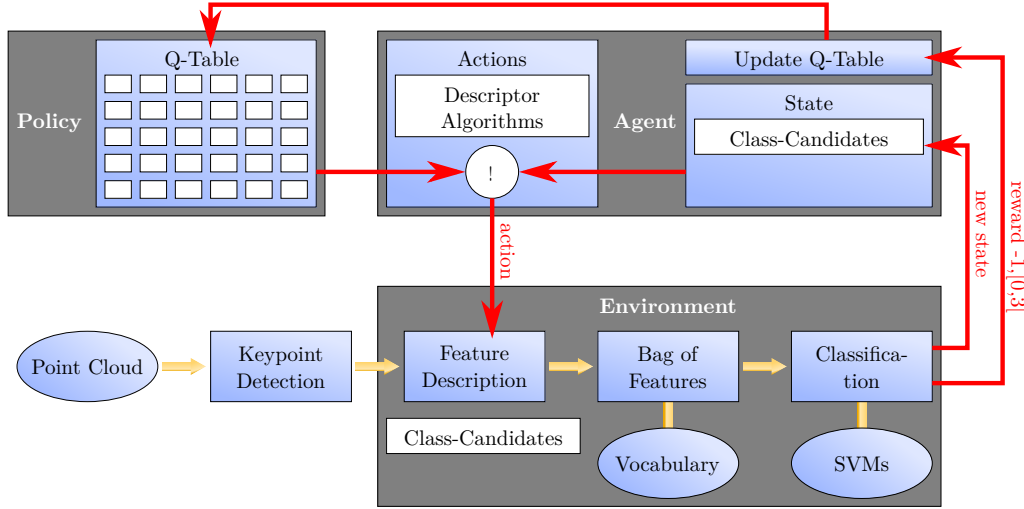 Q-Table
Policy
Actions
Descriptor
Algorithms
!
Agent
Update Q-Table
State
Class-Candidates
action
new state
reward -1,[0,3[
Environment
Point Cloud
Keypoint
Detection
Feature
Description
Bag of
Features
Classifica-
tion
Class-Candidates
Vocabulary
SVMs